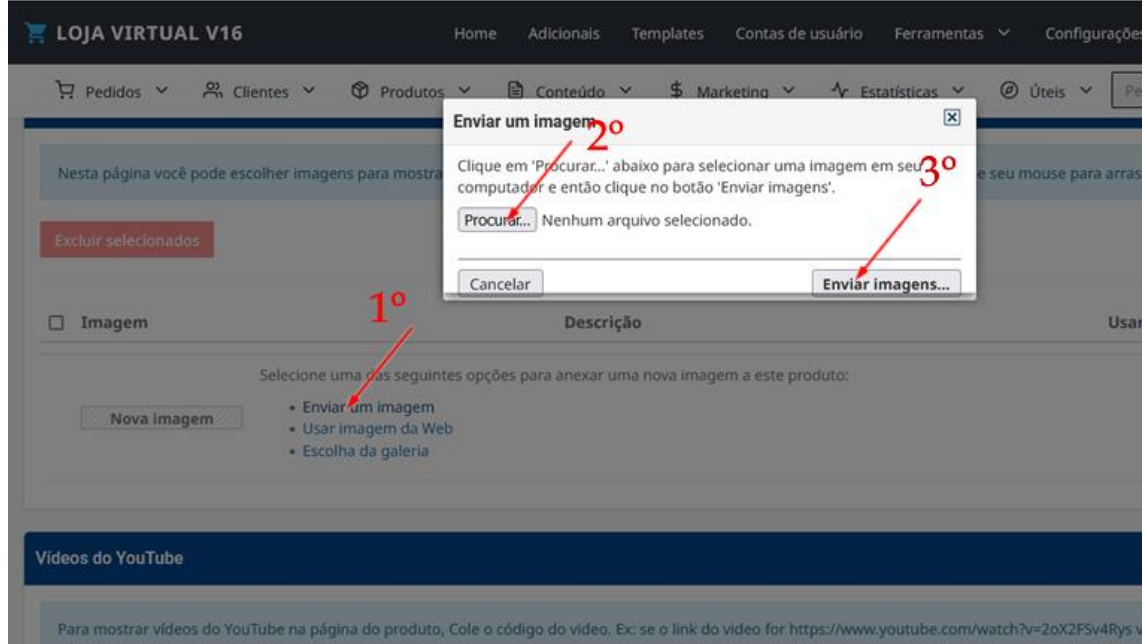 LOJA VIRTUAL V16
Home Adicionais Templates Contas de usuário Ferramentas Configurações
Pedidos Clientes Produtos Conteúdo Marketing Estatísticas Úteis
Enviar um imagem
2º
Nesta página você pode escolher imagens para mostra
Clique em 'Procurar...' abaixo para selecionar uma imagem em seu
computador e então clique no botão 'Enviar imagens'.
3º
e seu mouse para arras
Procurar... Nenhum arquivo selecionado.
Excluir selecionados
Cancelar Enviar imagens...
1º
Imagem Descrição Usar
Selecione uma das seguintes opções para anexar uma nova imagem a este produto:
Nova imagem
• Enviar um imagem
• Usar imagem da Web
• Escolha da galeria
Vídeos do YouTube
Para mostrar vídeos do YouTube na página do produto, Cole o código do video. Ex: se o link do video for https://www.youtube.com/watch?v=2oX2FSv4Rys